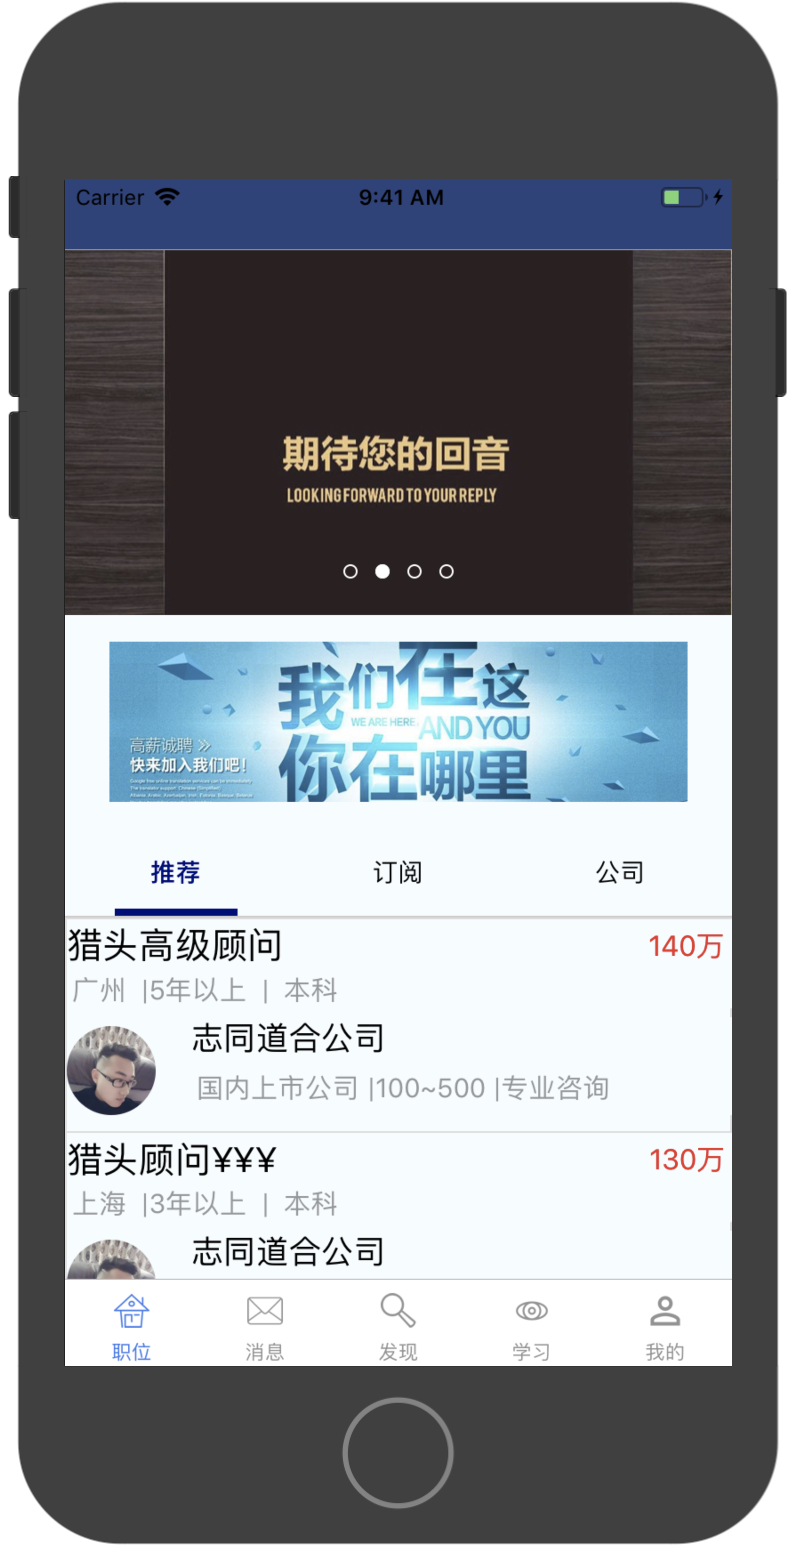 Carrier 9:41 AM
期待您的回音
LOOKING FORWARD TO YOUR REPLY
我们在这
WE ARE HERE. AND YOU
你在哪里
高薪诚聘
快来加入我们吧!
推荐 订阅 公司
猎头高级顾问 140万
广州 |5年以上 | 本科
志同道合公司
国内上市公司 |100~500 |专业咨询
猎头顾问¥¥¥ 130万
上海 |3年以上 | 本科
志同道合公司
职位 消息 发现 学习 我的